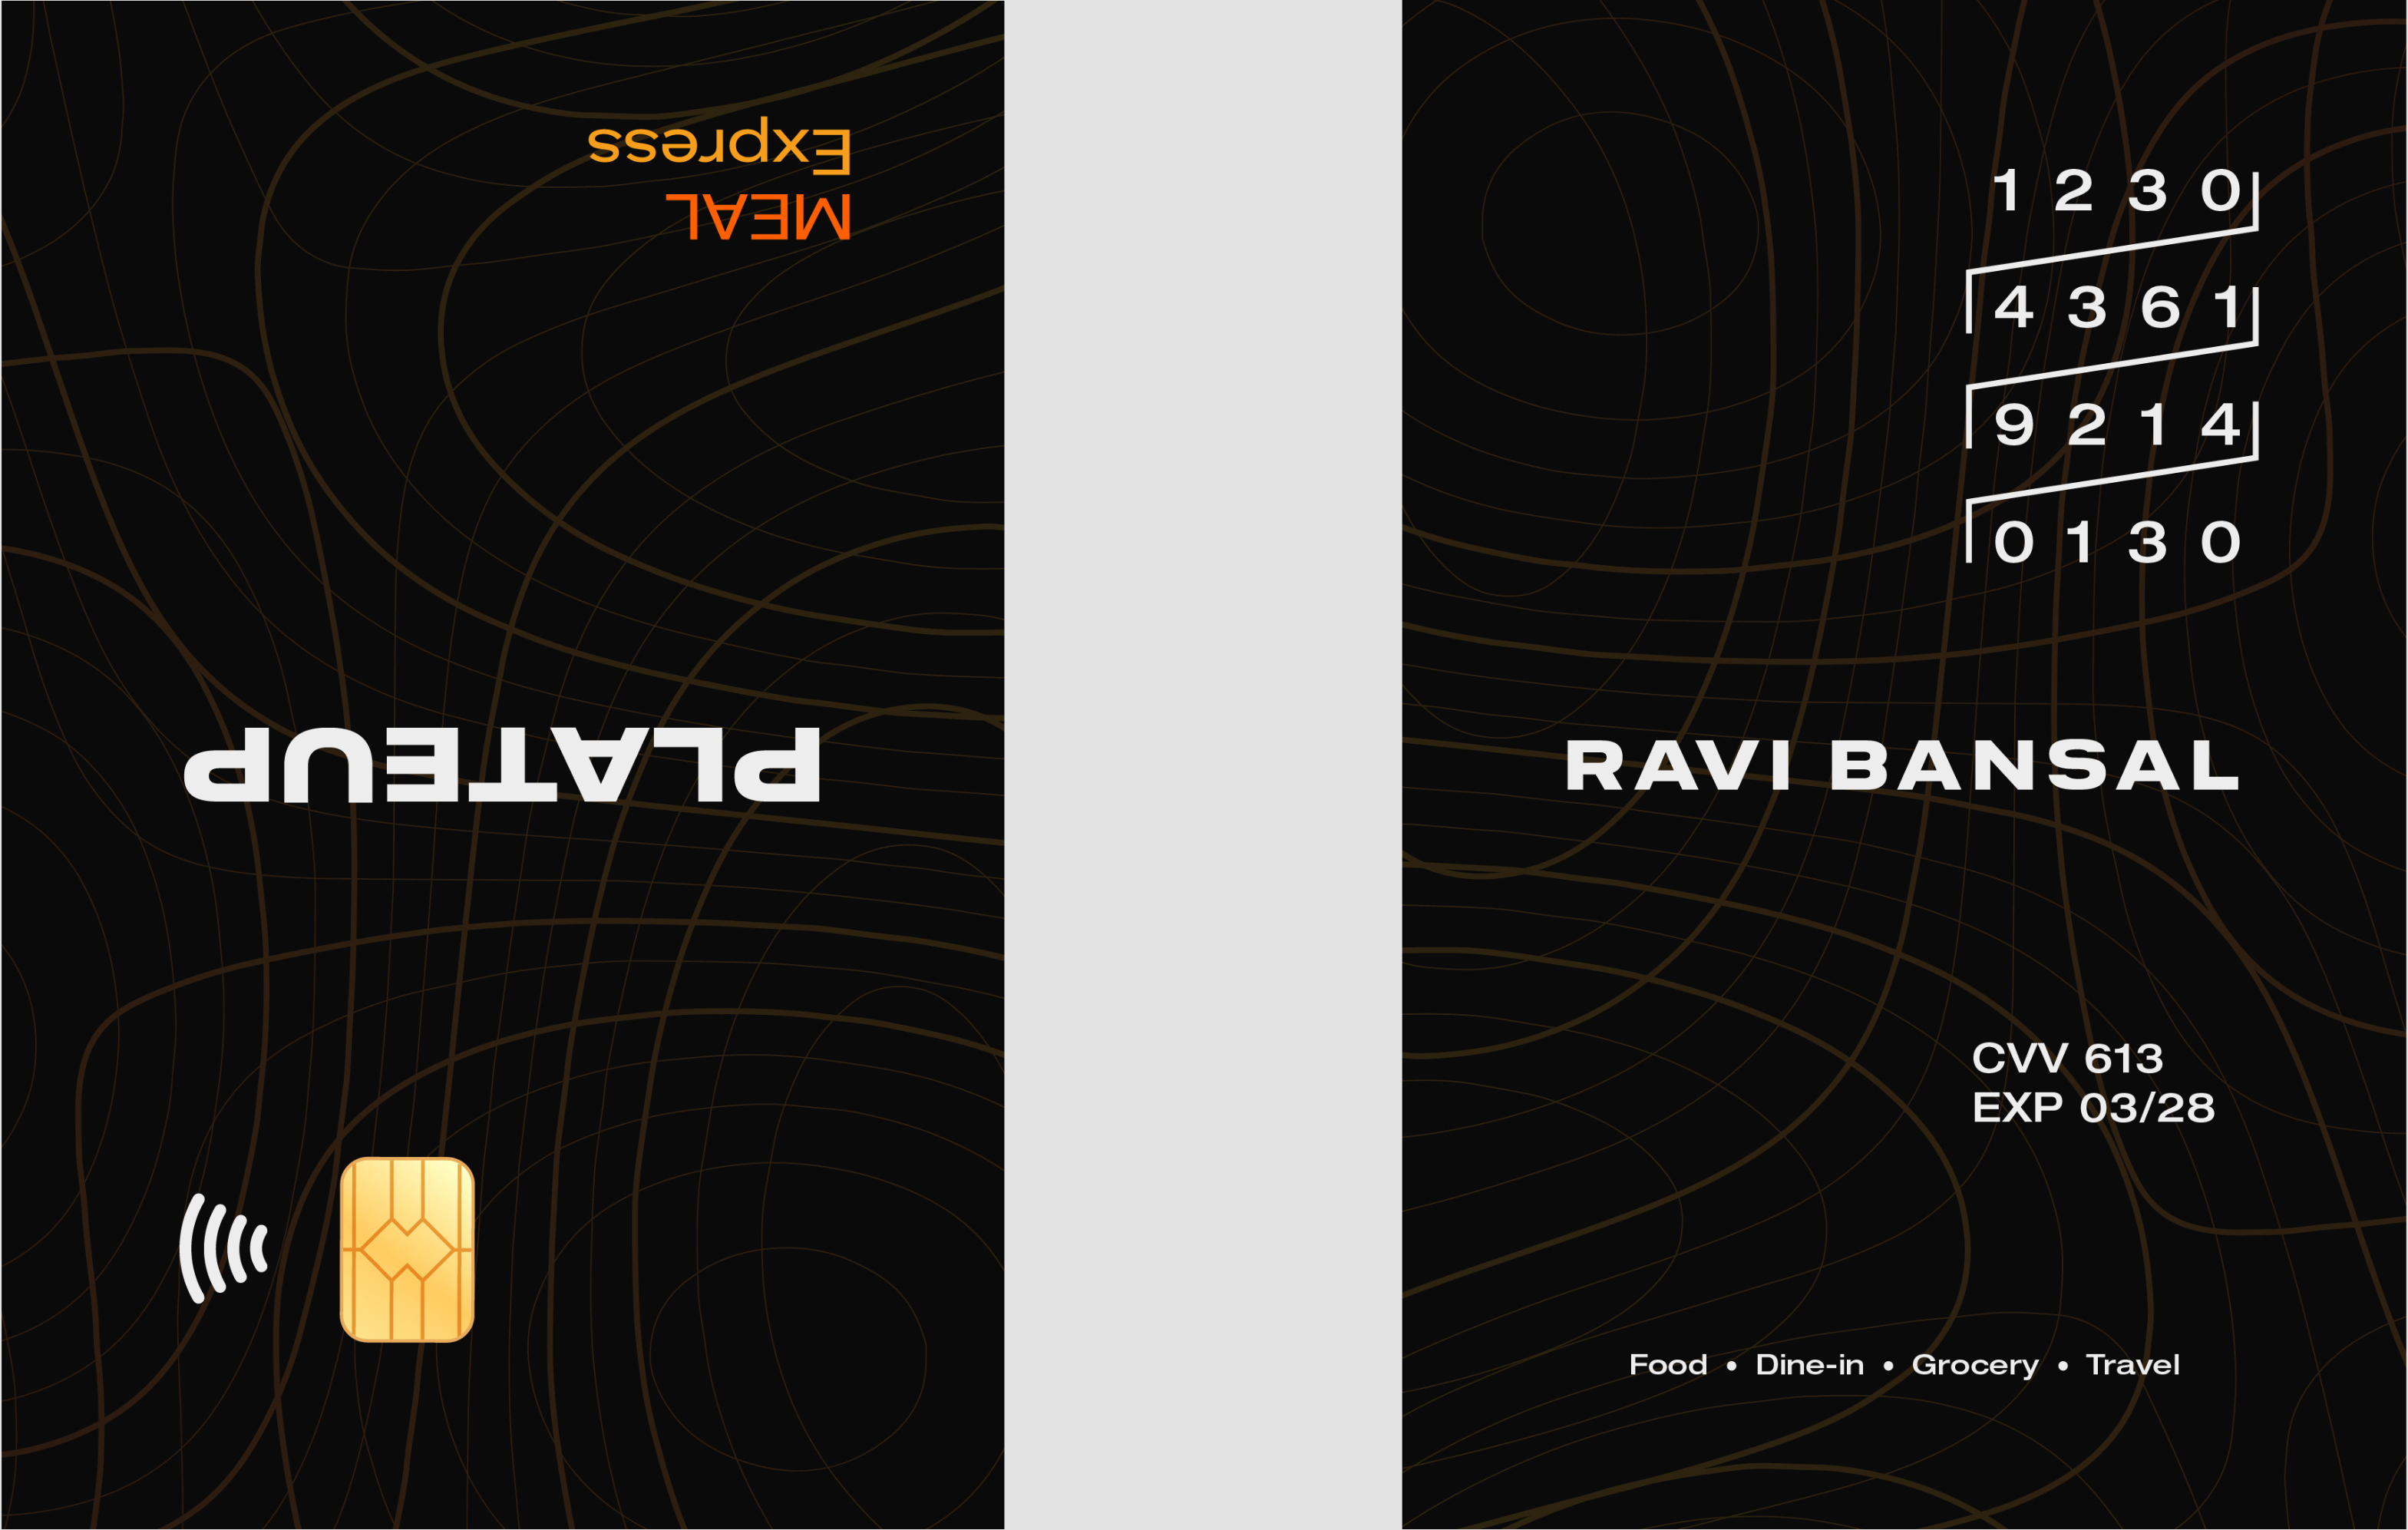 MEAL
Express
PLATEUP
1 2 3 0
4 3 6 1
9 2 1 4
0 1 3 0
RAVI BANSAL
CVV 613
EXP 03/28
Food • Dine-in • Grocery • Travel